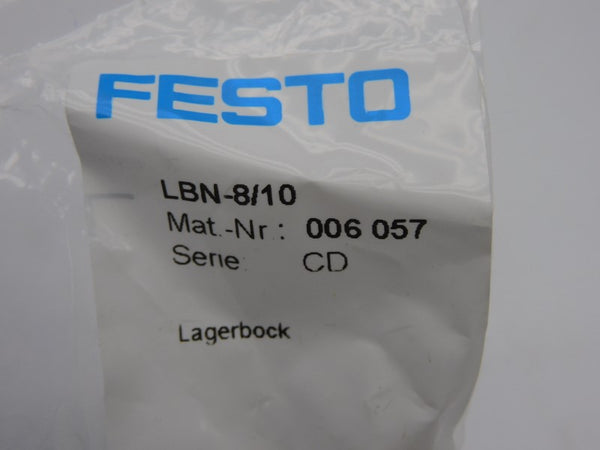 FESTO
LBN-8/10
Mat.-Nr.: 006 057
Serie: CD
Lagerbock